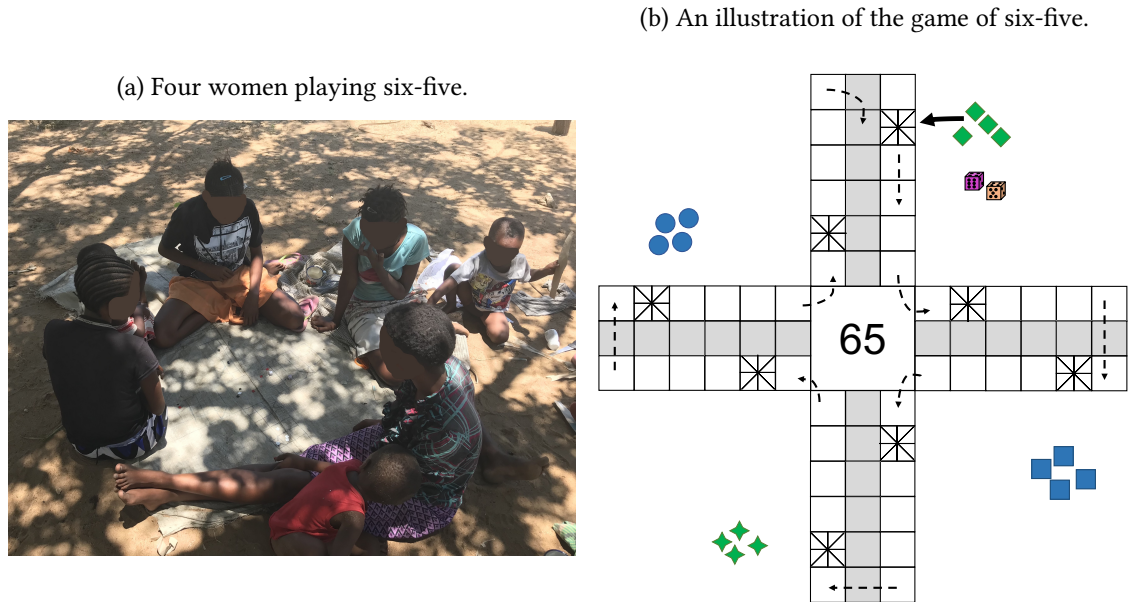 (a) Four women playing six-five.
(b) An illustration of the game of six-five.
65